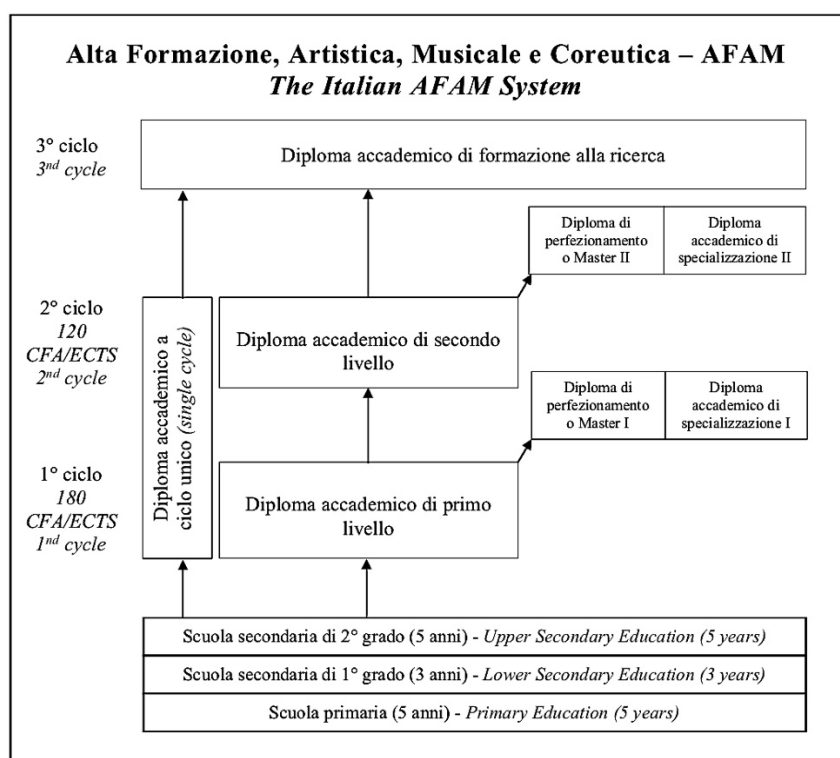 Alta Formazione, Artistica, Musicale e Coreutica – AFAM
The Italian AFAM System
3° ciclo
3nd cycle
Diploma accademico di formazione alla ricerca
Diploma di
perfezionamento
o Master II
Diploma
accademico di
specializzazione II
2° ciclo
120
CFA/ECTS
2nd cycle
Diploma accademico a
ciclo unico (single cycle)
Diploma accademico di secondo
livello
Diploma di
perfezionamento
o Master I
Diploma
accademico di
specializzazione I
1° ciclo
180
CFA/ECTS
1nd cycle
Diploma accademico di primo
livello
Scuola secondaria di 2° grado (5 anni) - Upper Secondary Education (5 years)
Scuola secondaria di 1° grado (3 anni) - Lower Secondary Education (3 years)
Scuola primaria (5 anni) - Primary Education (5 years)